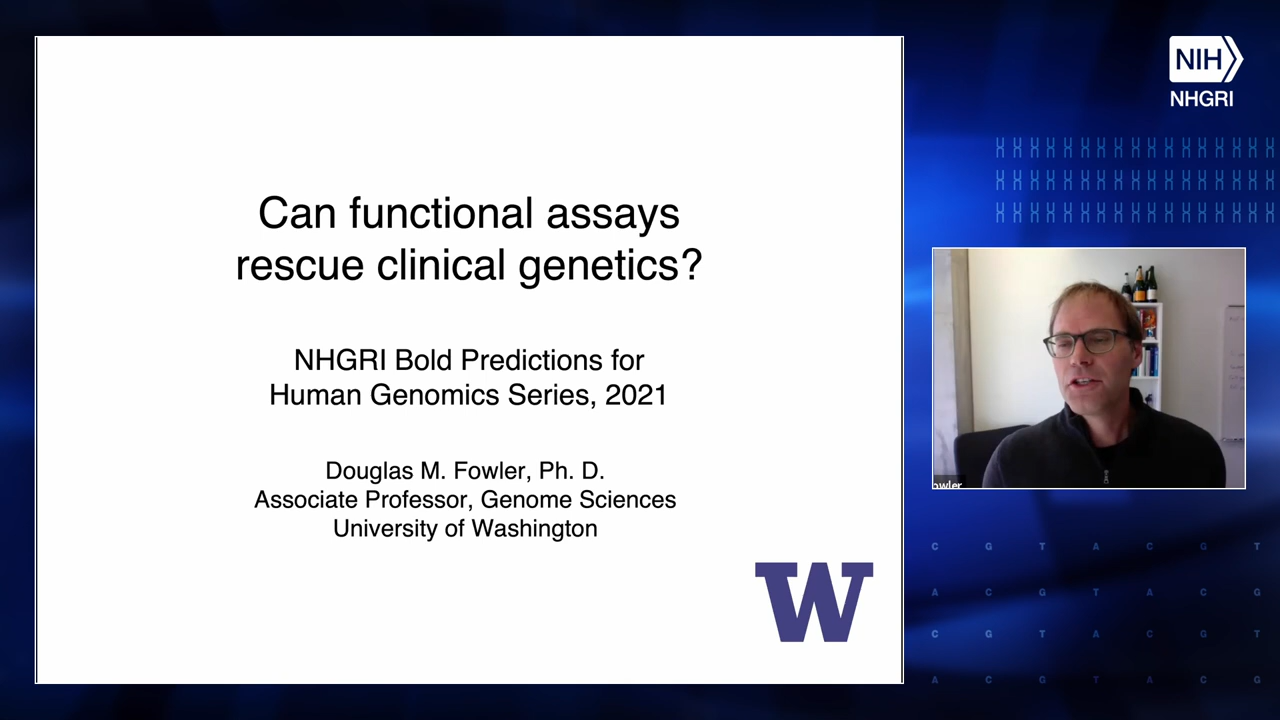 Can functional assays
rescue clinical genetics?
NHGRI Bold Predictions for
Human Genomics Series, 2021
Douglas M. Fowler, Ph. D.
Associate Professor, Genome Sciences
University of Washington
W
NIH
NHGRI
owler
C G T A C G T
A C G T A C G
C G T A C G T
A C G T A C G